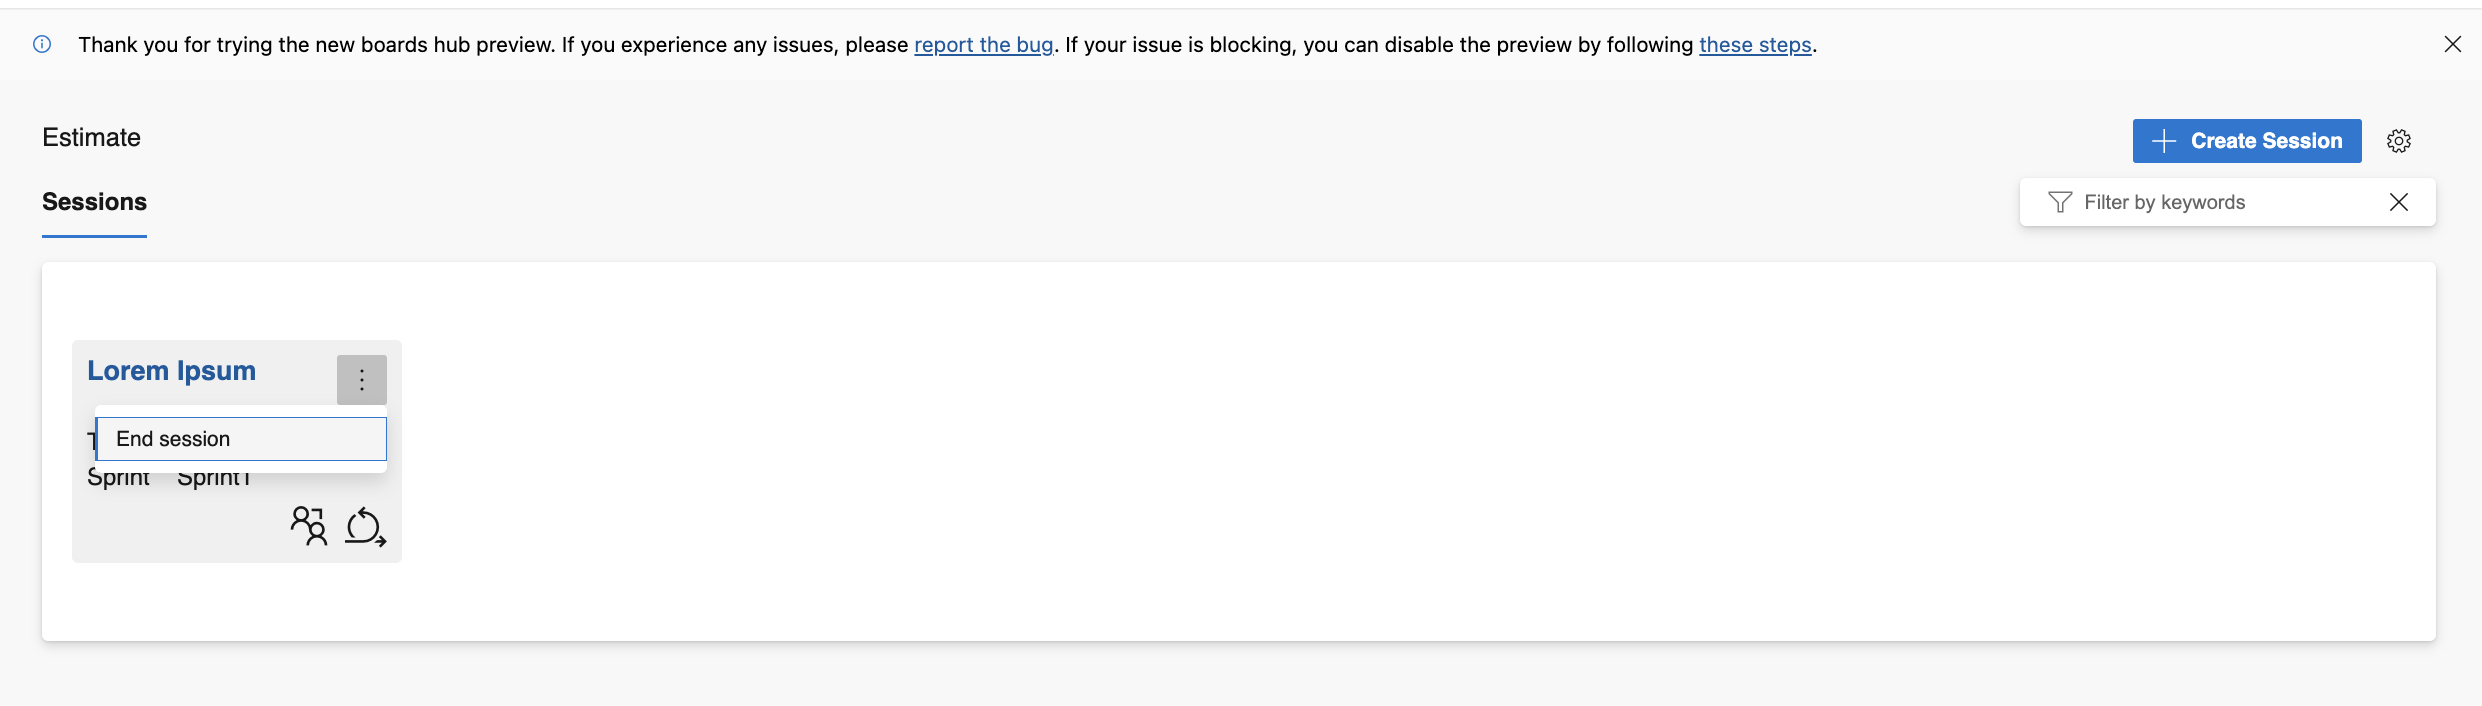 Thank you for trying the new boards hub preview. If you experience any issues, please report the bug. If your issue is blocking, you can disable the preview by following these steps.
Estimate
Create Session
Sessions
Filter by keywords
Lorem Ipsum
End session
Sprint Sprint1